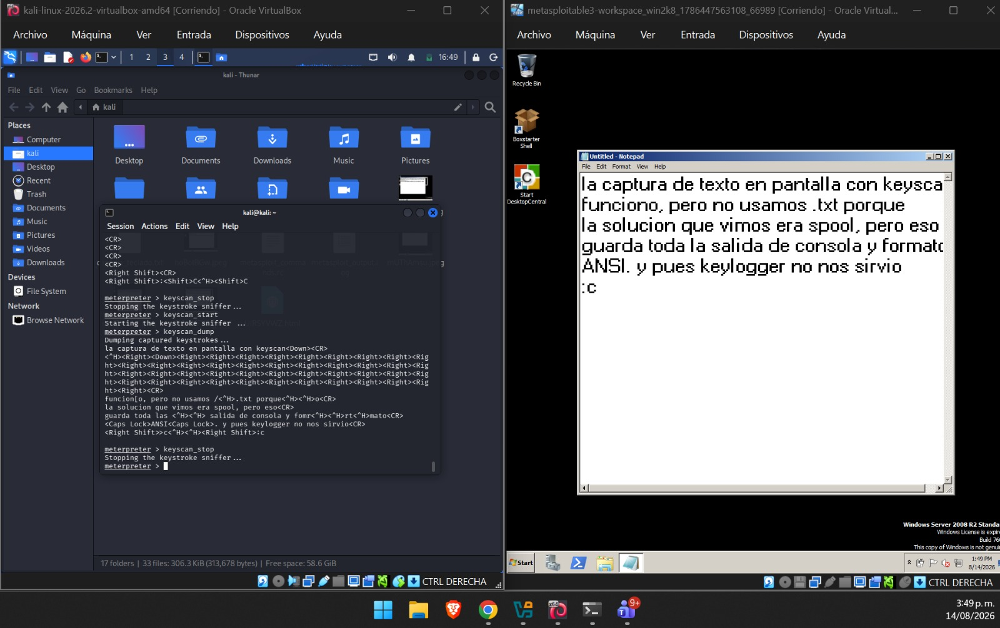 kali-linux-2026.2-virtualbox-amd64 [Corriendo] - Oracle VirtualBox
Archivo Máquina Ver Entrada Dispositivos Ayuda
1 2 3 4 16:49
kali - Thunar
File Edit View Go Bookmarks Help
kali
Places
Computer
kali
Desktop
Recent
Trash
Documents
Music
Pictures
Videos
Downloads
Devices
File System
Network
Browse Network
Desktop Documents Downloads Music Pictures
kali@kali: ~
Session Actions Edit View Help
<CR>
<CR>
<CR>
<CR>
<Right Shift><CR>
<Right Shift>:<Shift>C<^H><Shift>C
meterpreter > keyscan_stop
Stopping the keystroke sniffer...
meterpreter > keyscan_start
Starting the keystroke sniffer ...
meterpreter > keyscan_dump
Dumping captured keystrokes...
la captura de texto en pantalla con keyscan<Down><CR>
<^H><Right><Down><Right><Right><Right><Right><Right><Right><Right><Right><Rig
ht><Right><Right><Right><Right><Right><Right><Right><Right><Right><Right><Rig
ht><Right><Right><Right><Right><Right><Right><Right><Right><Right><Right><Rig
ht><Right><Right><Right><Right><Right><Right><Right><Right><Right><Right><Rig
ht><Right><CR>
funcion[o, pero no usamos /<^H>.txt porque<^H><^H>o<CR>
la solucion que vimos era spool, pero eso<CR>
guarda toda las <^H><^H> salida de consola y fomr<^H><^H>rt<^H>mato<CR>
<Caps Lock>ANSI<Caps Lock>. y pues keylogger no nos sirvio<CR>
<Right Shift>>c<^H><^H><Right Shift>:c
meterpreter > keyscan_stop
Stopping the keystroke sniffer...
meterpreter >
17 folders | 33 files: 306.3 KiB (313,678 bytes) | Free space: 58.6 GiB
CTRL DERECHA
metasploitable3-workspace_win2k8_1786447563108_66989 [Corriendo] - Oracle Virtual...
Archivo Máquina Ver Entrada Dispositivos Ayuda
Recycle Bin
Boxstarter
Shell
Start
DesktopCentral
Untitled - Notepad
File Edit Format View Help
la captura de texto en pantalla con keysca
funciono, pero no usamos .txt porque
la solucion que vimos era spool, pero eso
guarda toda la salida de consola y formato
ANSI. y pues keylogger no nos sirvio
:c
Windows Server 2008 R2 Standa
Windows License is expire
Build 760
This copy of Windows is not genuin
Start
1:49 PM
8/14/2026
CTRL DERECHA
9+
3:49 p. m.
14/08/2026